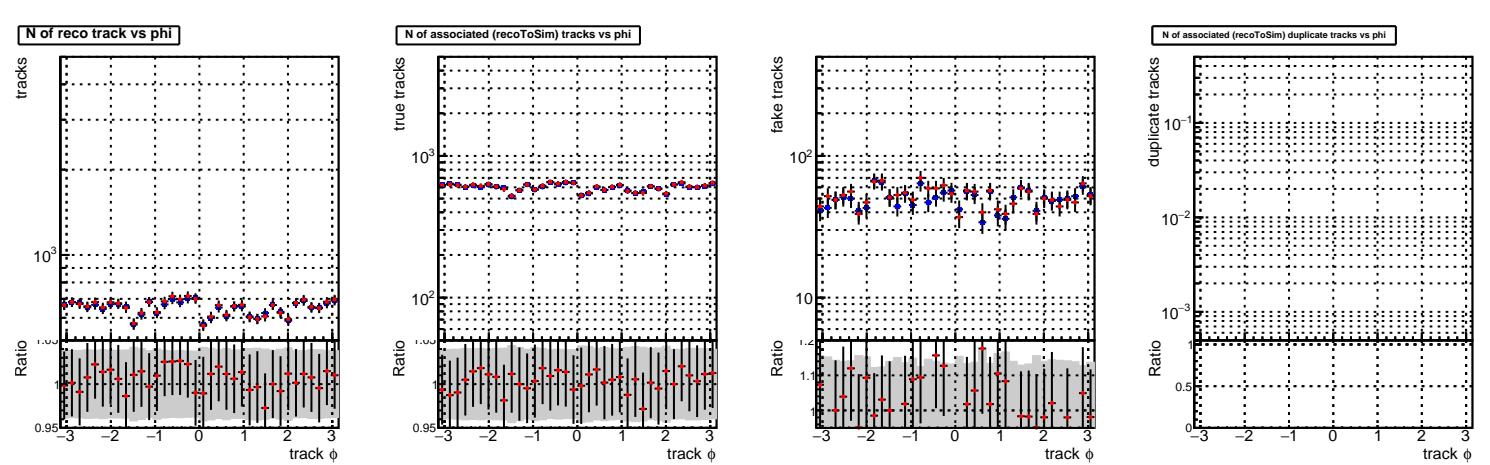 N of reco track vs phi
tracks
10³
Ratio
1.05
1
0.95
−3 −2 −1 0 1 2 3
track ϕ
N of associated (recoToSim) tracks vs phi
true tracks
10³
10²
Ratio
1.05
1
0.95
−3 −2 −1 0 1 2 3
track ϕ
fake tracks
10²
10
Ratio
1.2
1.1
1
−3 −2 −1 0 1 2 3
track ϕ
N of associated (recoToSim) duplicate tracks vs phi
duplicate tracks
10⁻¹
10⁻²
10⁻³
Ratio
1
0.5
0
−3 −2 −1 0 1 2 3
track ϕ